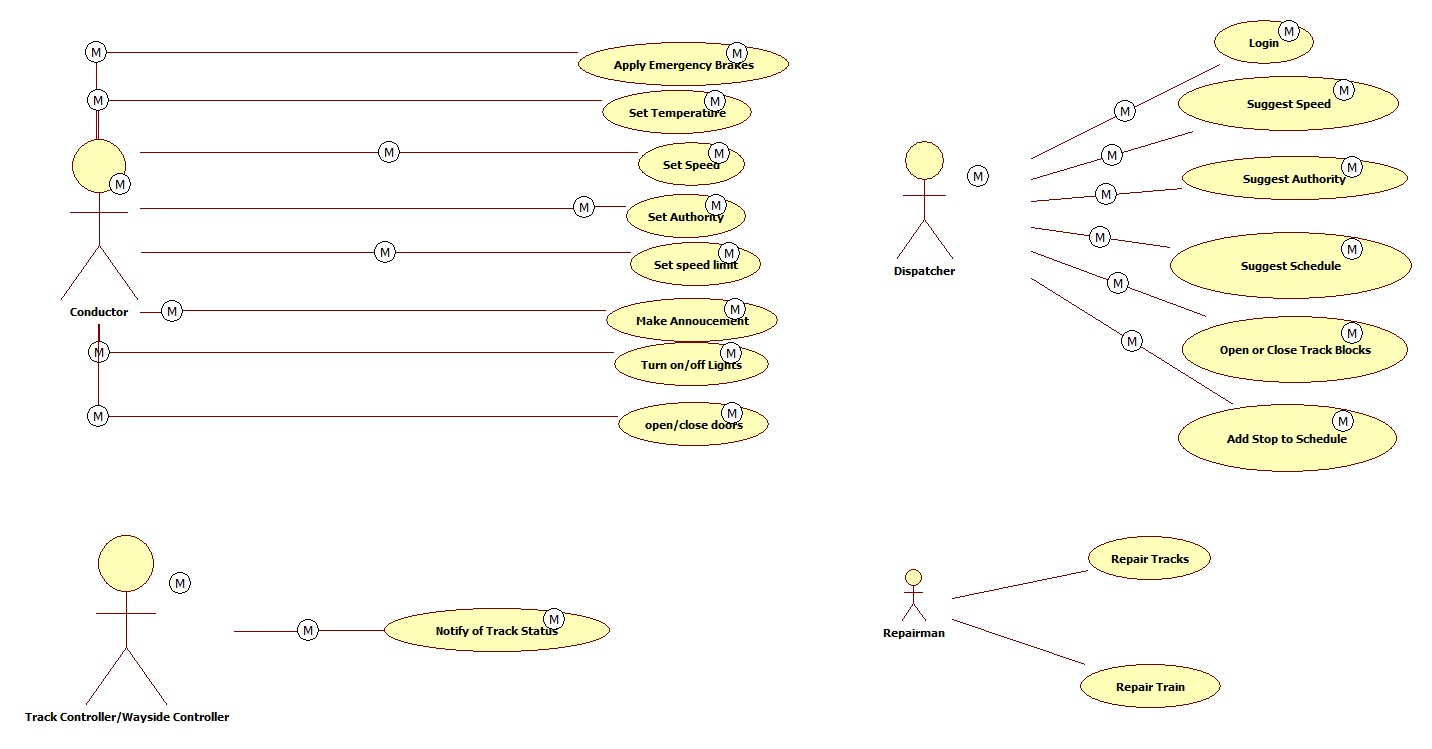 M
M
Apply Emergency Brakes
M
M
Set Temperature
M
M
Set Speed
M
M
M
Set Authority
M
M
Set speed limit
Conductor
M
M
Make Annoucement
M
M
Turn on/off Lights
M
M
open/close doors
M
Login
M
M
Suggest Speed
M
M
Suggest Authority
M
M
M
Suggest Schedule
M
M
Dispatcher
Open or Close Track Blocks
M
M
Add Stop to Schedule
M
M
M
Notify of Track Status
M
Track Controller/Wayside Controller
Repair Tracks
Repairman
Repair Train